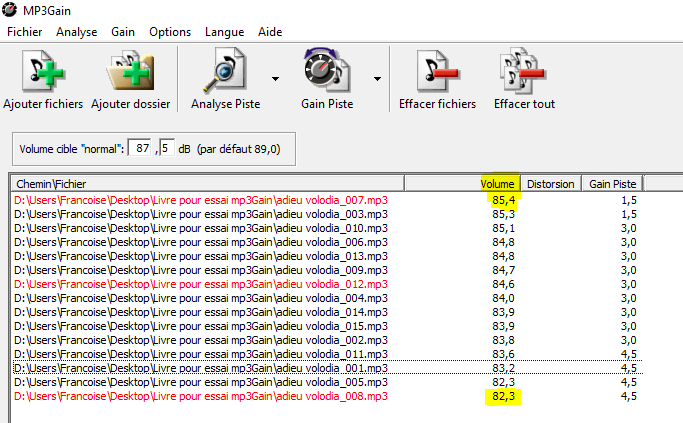 MP3Gain
Fichier Analyse Gain Options Langue Aide
Ajouter fichiers Ajouter dossier Analyse Piste Gain Piste Effacer fichiers Effacer tout
Volume cible "normal": 87 ,5 dB (par défaut 89,0)
Chemin\Fichier Volume Distorsion Gain Piste
D:\Users\Francoise\Desktop\Livre pour essai mp3Gain\adieu volodia_007.mp3 85,4 1,5
D:\Users\Francoise\Desktop\Livre pour essai mp3Gain\adieu volodia_003.mp3 85,3 1,5
D:\Users\Francoise\Desktop\Livre pour essai mp3Gain\adieu volodia_010.mp3 85,1 3,0
D:\Users\Francoise\Desktop\Livre pour essai mp3Gain\adieu volodia_006.mp3 84,8 3,0
D:\Users\Francoise\Desktop\Livre pour essai mp3Gain\adieu volodia_013.mp3 84,8 3,0
D:\Users\Francoise\Desktop\Livre pour essai mp3Gain\adieu volodia_009.mp3 84,7 3,0
D:\Users\Francoise\Desktop\Livre pour essai mp3Gain\adieu volodia_012.mp3 84,6 3,0
D:\Users\Francoise\Desktop\Livre pour essai mp3Gain\adieu volodia_004.mp3 84,0 3,0
D:\Users\Francoise\Desktop\Livre pour essai mp3Gain\adieu volodia_014.mp3 83,9 3,0
D:\Users\Francoise\Desktop\Livre pour essai mp3Gain\adieu volodia_015.mp3 83,9 3,0
D:\Users\Francoise\Desktop\Livre pour essai mp3Gain\adieu volodia_002.mp3 83,8 3,0
D:\Users\Francoise\Desktop\Livre pour essai mp3Gain\adieu volodia_011.mp3 83,6 4,5
D:\Users\Francoise\Desktop\Livre pour essai mp3Gain\adieu volodia_001.mp3 83,2 4,5
D:\Users\Francoise\Desktop\Livre pour essai mp3Gain\adieu volodia_005.mp3 82,3 4,5
D:\Users\Francoise\Desktop\Livre pour essai mp3Gain\adieu volodia_008.mp3 82,3 4,5